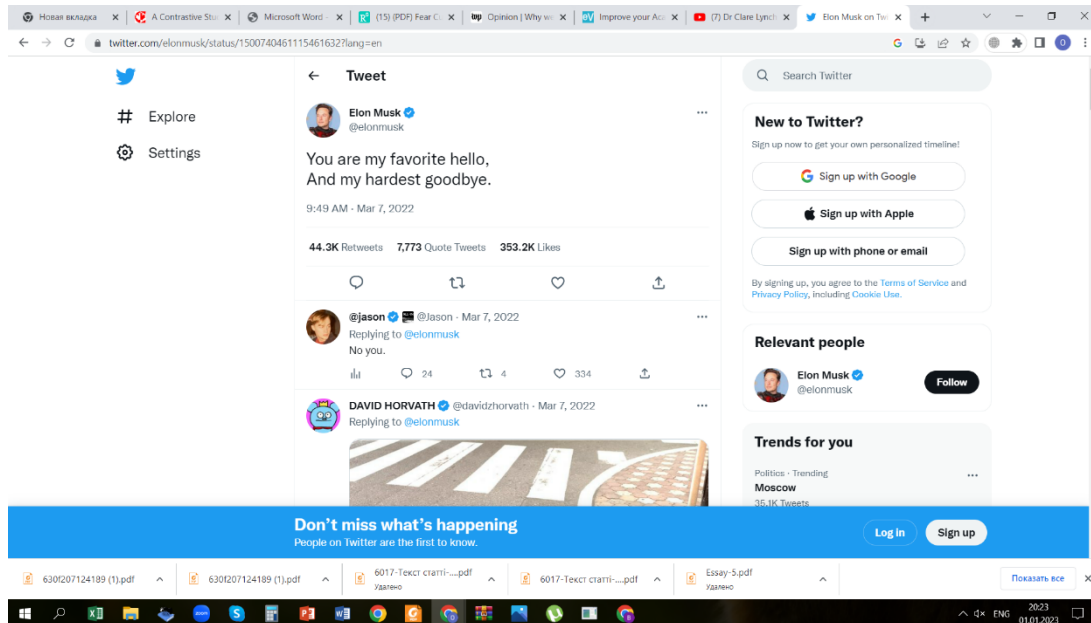 Новая вкладка
A Contrastive Stu
Microsoft Word -
(15) (PDF) Fear C
Opinion | Why w
Improve your Aca
(7) Dr Clare Lynch
Elon Musk on Twi
twitter.com/elonmusk/status/1500740461115461632?lang=en
Explore
Settings
Tweet
Elon Musk
@elonmusk
You are my favorite hello,
And my hardest goodbye.
9:49 AM · Mar 7, 2022
44.3K Retweets 7,773 Quote Tweets 353.2K Likes
@jason @Jason · Mar 7, 2022
Replying to @elonmusk
No you.
24 4 334
DAVID HORVATH @davidzhorvath · Mar 7, 2022
Replying to @elonmusk
Search Twitter
New to Twitter?
Sign up now to get your own personalized timeline!
Sign up with Google
Sign up with Apple
Sign up with phone or email
By signing up, you agree to the Terms of Service and
Privacy Policy, including Cookie Use.
Relevant people
Elon Musk
@elonmusk
Follow
Trends for you
Politics · Trending
Moscow
35.1K Tweets
Don't miss what's happening
People on Twitter are the first to know.
Log in
Sign up
630f207124189 (1).pdf
630f207124189 (1).pdf
6017-Текст статті-....pdf
Удалено
6017-Текст статті-....pdf
Essay-5.pdf
Удалено
Показать все
ENG
20:23
01.01.2023